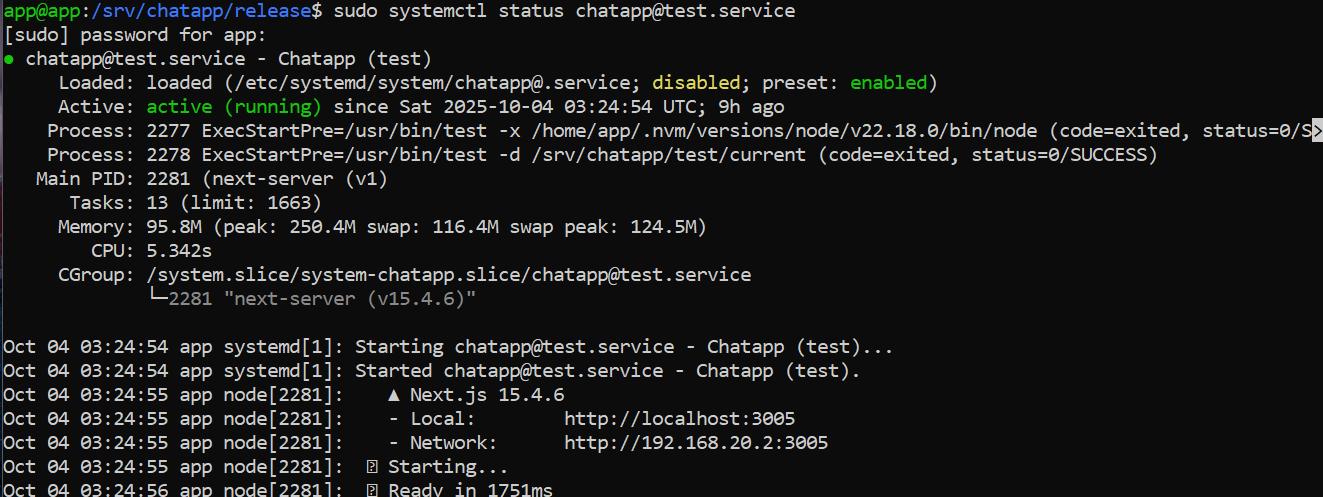 app@app:/srv/chatapp/release$ sudo systemctl status chatapp@test.service
[sudo] password for app:
● chatapp@test.service - Chatapp (test)
     Loaded: loaded (/etc/systemd/system/chatapp@.service; disabled; preset: enabled)
     Active: active (running) since Sat 2025-10-04 03:24:54 UTC; 9h ago
    Process: 2277 ExecStartPre=/usr/bin/test -x /home/app/.nvm/versions/node/v22.18.0/bin/node (code=exited, status=0/S>
    Process: 2278 ExecStartPre=/usr/bin/test -d /srv/chatapp/test/current (code=exited, status=0/SUCCESS)
   Main PID: 2281 (next-server (v1)
      Tasks: 13 (limit: 1663)
     Memory: 95.8M (peak: 250.4M swap: 116.4M swap peak: 124.5M)
        CPU: 5.342s
     CGroup: /system.slice/system-chatapp.slice/chatapp@test.service
             └─2281 "next-server (v15.4.6)"

Oct 04 03:24:54 app systemd[1]: Starting chatapp@test.service - Chatapp (test)...
Oct 04 03:24:54 app systemd[1]: Started chatapp@test.service - Chatapp (test).
Oct 04 03:24:55 app node[2281]:    ▲ Next.js 15.4.6
Oct 04 03:24:55 app node[2281]:    - Local:        http://localhost:3005
Oct 04 03:24:55 app node[2281]:    - Network:      http://192.168.20.2:3005
Oct 04 03:24:55 app node[2281]:  Starting...
Oct 04 03:24:56 app node[2281]:  Ready in 1751ms